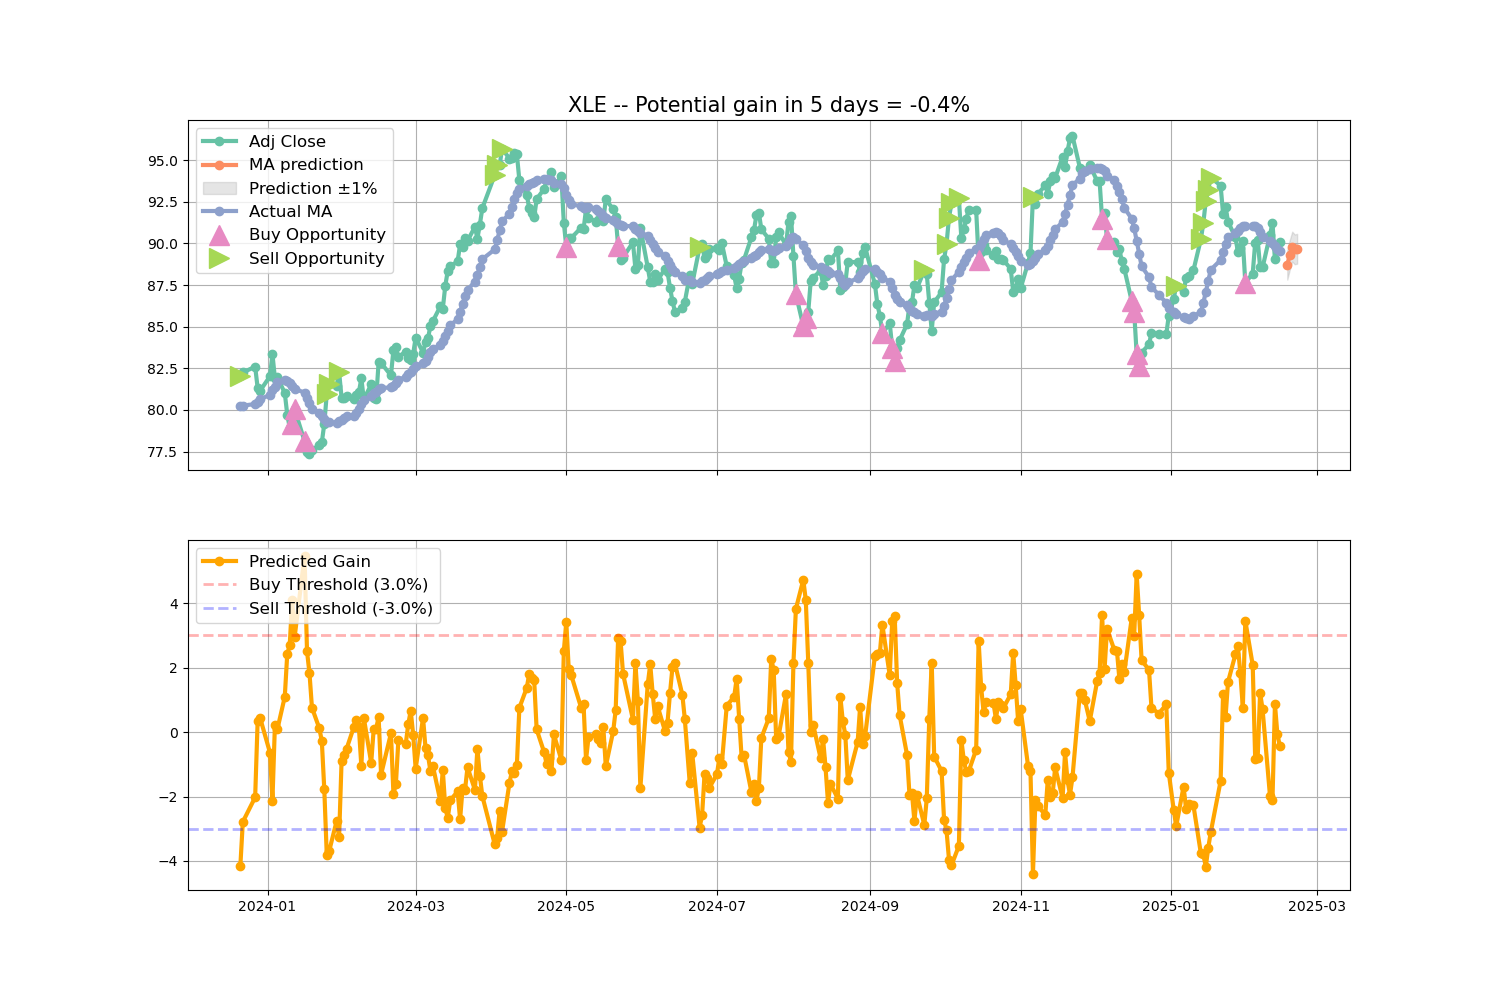 XLE -- Potential gain in 5 days = -0.4%
Adj Close
MA prediction
Prediction ±1%
Actual MA
Buy Opportunity
Sell Opportunity
95.0
92.5
90.0
87.5
85.0
82.5
80.0
77.5
Predicted Gain
Buy Threshold (3.0%)
Sell Threshold (-3.0%)
4
2
0
−2
−4
2024-01 2024-03 2024-05 2024-07 2024-09 2024-11 2025-01 2025-03